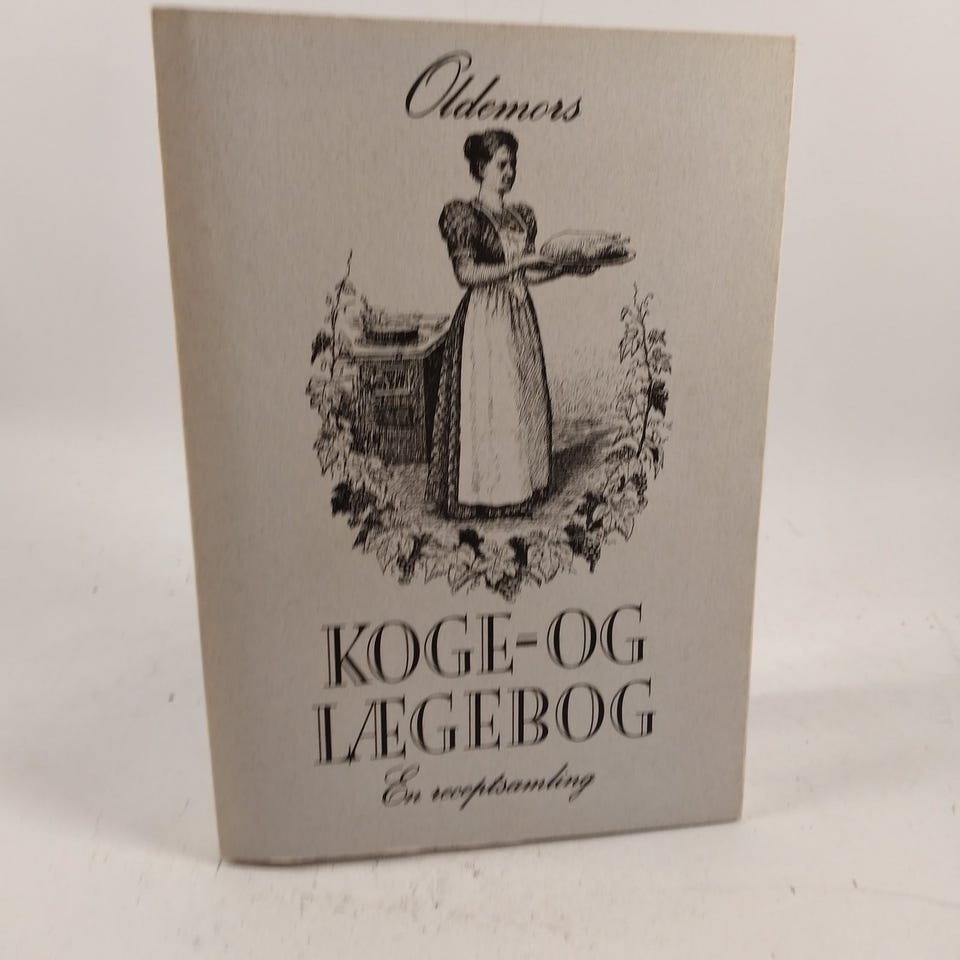 Oldemors
KOGE-OG
LÆGEBOG
En receptsamling